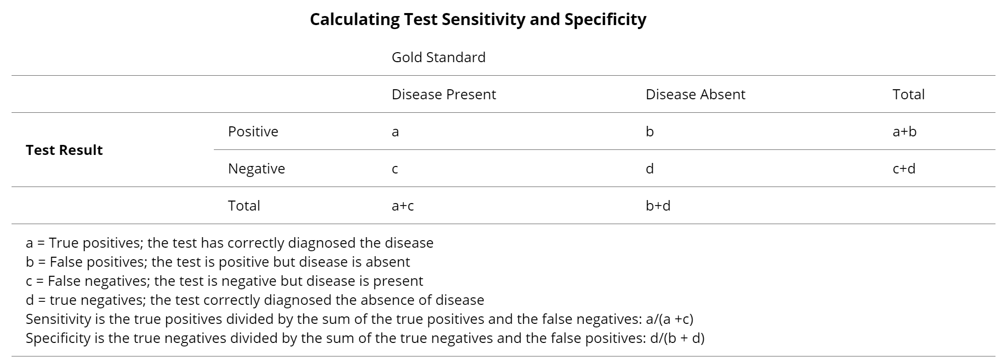 Calculating Test Sensitivity and Specificity
Gold Standard
Disease Present Disease Absent Total
Positive a b a+b
Test Result
Negative c d c+d
Total a+c b+d
a = True positives; the test has correctly diagnosed the disease
b = False positives; the test is positive but disease is absent
c = False negatives; the test is negative but disease is present
d = true negatives; the test correctly diagnosed the absence of disease
Sensitivity is the true positives divided by the sum of the true positives and the false negatives: a/(a +c)
Specificity is the true negatives divided by the sum of the true negatives and the false positives: d/(b + d)